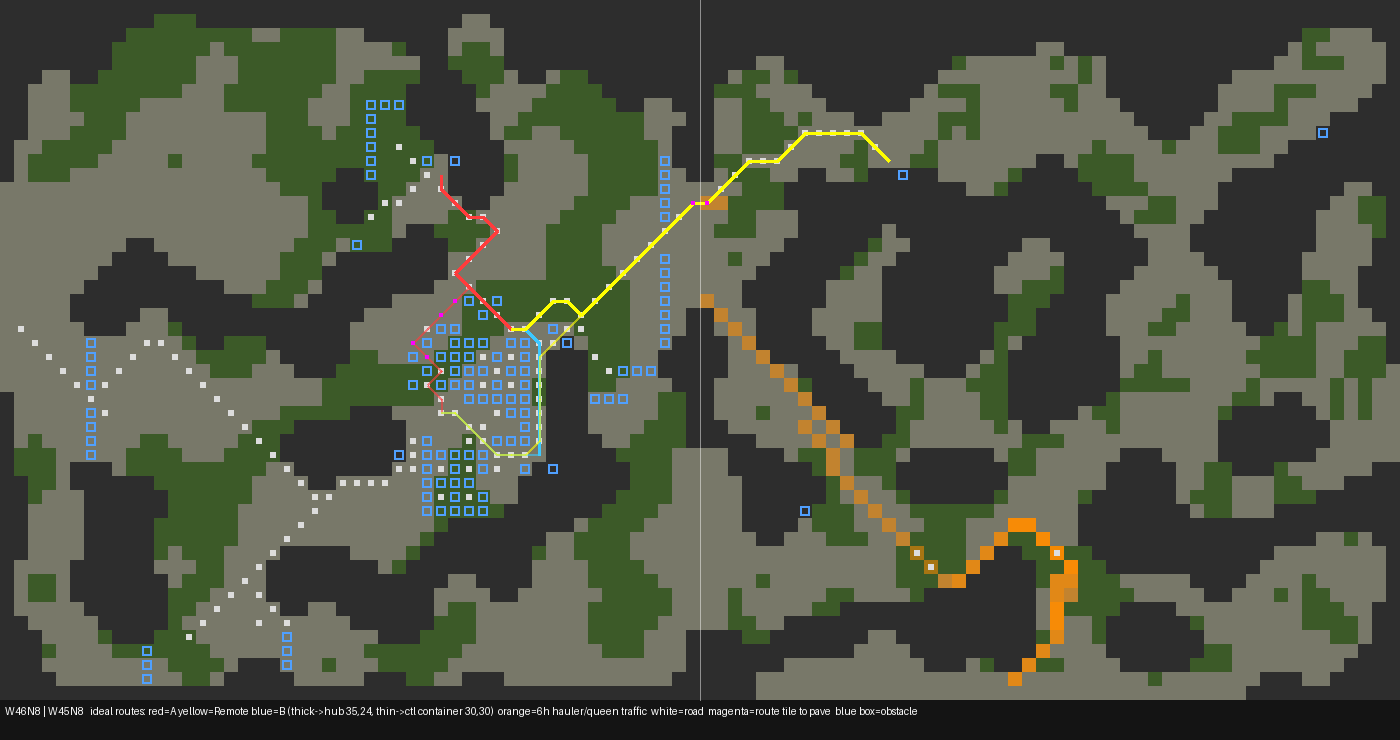 W46N8 | W45N8   ideal routes: red=A yellow=Remote blue=B (thick->hub 35,24, thin->ctl container 30,30)  orange=6h hauler/queen traffic  white=road  magenta=route tile to pave  blue box=obstacle